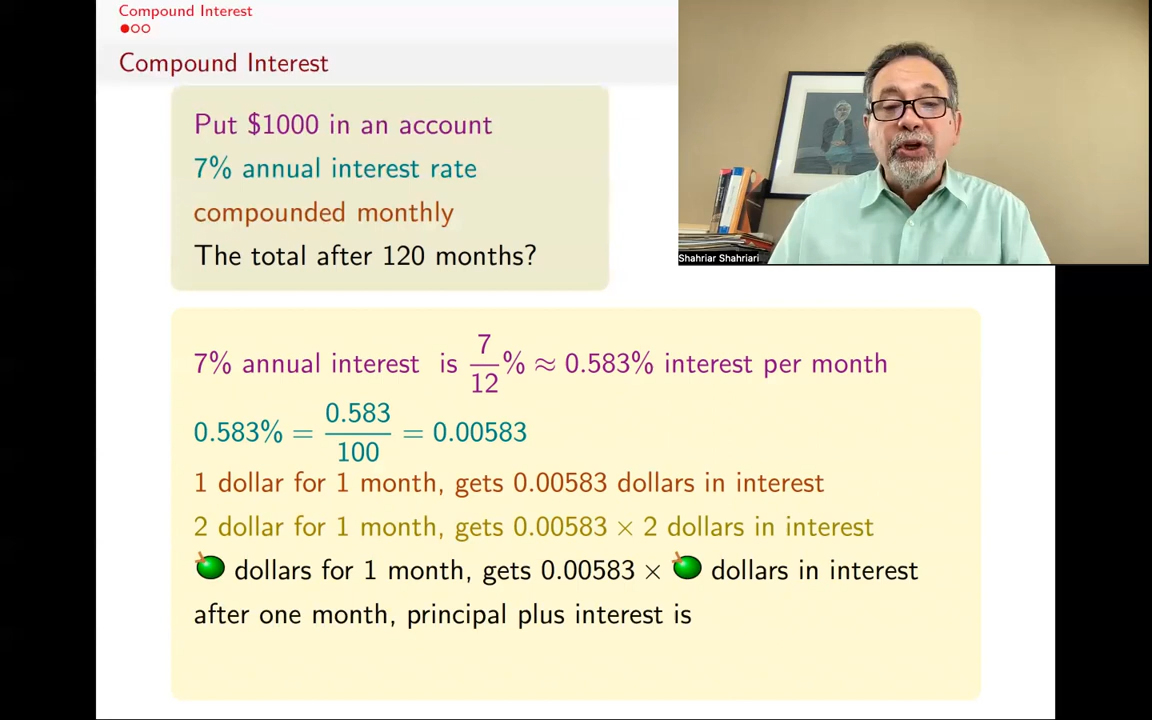 Compound Interest
Compound Interest
Put $1000 in an account
7% annual interest rate
compounded monthly
The total after 120 months?
Shahriar Shahriari
7% annual interest is 7/12% ≈ 0.583% interest per month
0.583% = 0.583/100 = 0.00583
1 dollar for 1 month, gets 0.00583 dollars in interest
2 dollar for 1 month, gets 0.00583 × 2 dollars in interest
dollars for 1 month, gets 0.00583 × dollars in interest
after one month, principal plus interest is